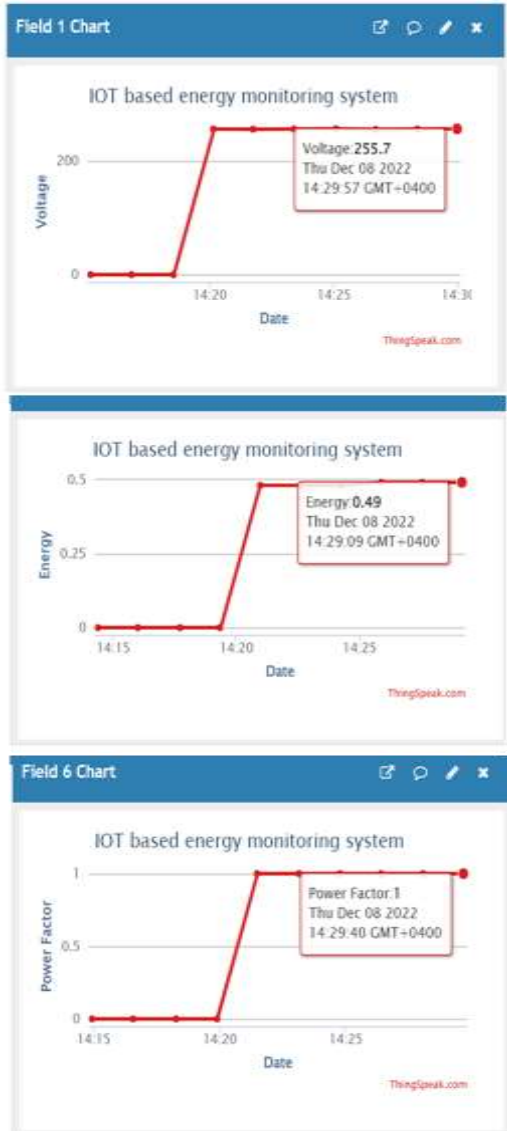 Field 1 Chart
IOT based energy monitoring system
200
Voltage:255.7
Thu Dec 08 2022
14:29:57 GMT+0400
Voltage
0
14:20 14:25 14:3
Date
ThingSpeak.com
IOT based energy monitoring system
0.5
Energy:0.49
Thu Dec 08 2022
14:29:09 GMT+0400
Energy
0.25
0
14:15 14:20 14:25
Date
ThingSpeak.com
Field 6 Chart
IOT based energy monitoring system
1
Power Factor:1
Thu Dec 08 2022
14:29:40 GMT+0400
Power Factor
0.5
0
14:15 14:20 14:25
Date
ThingSpeak.com